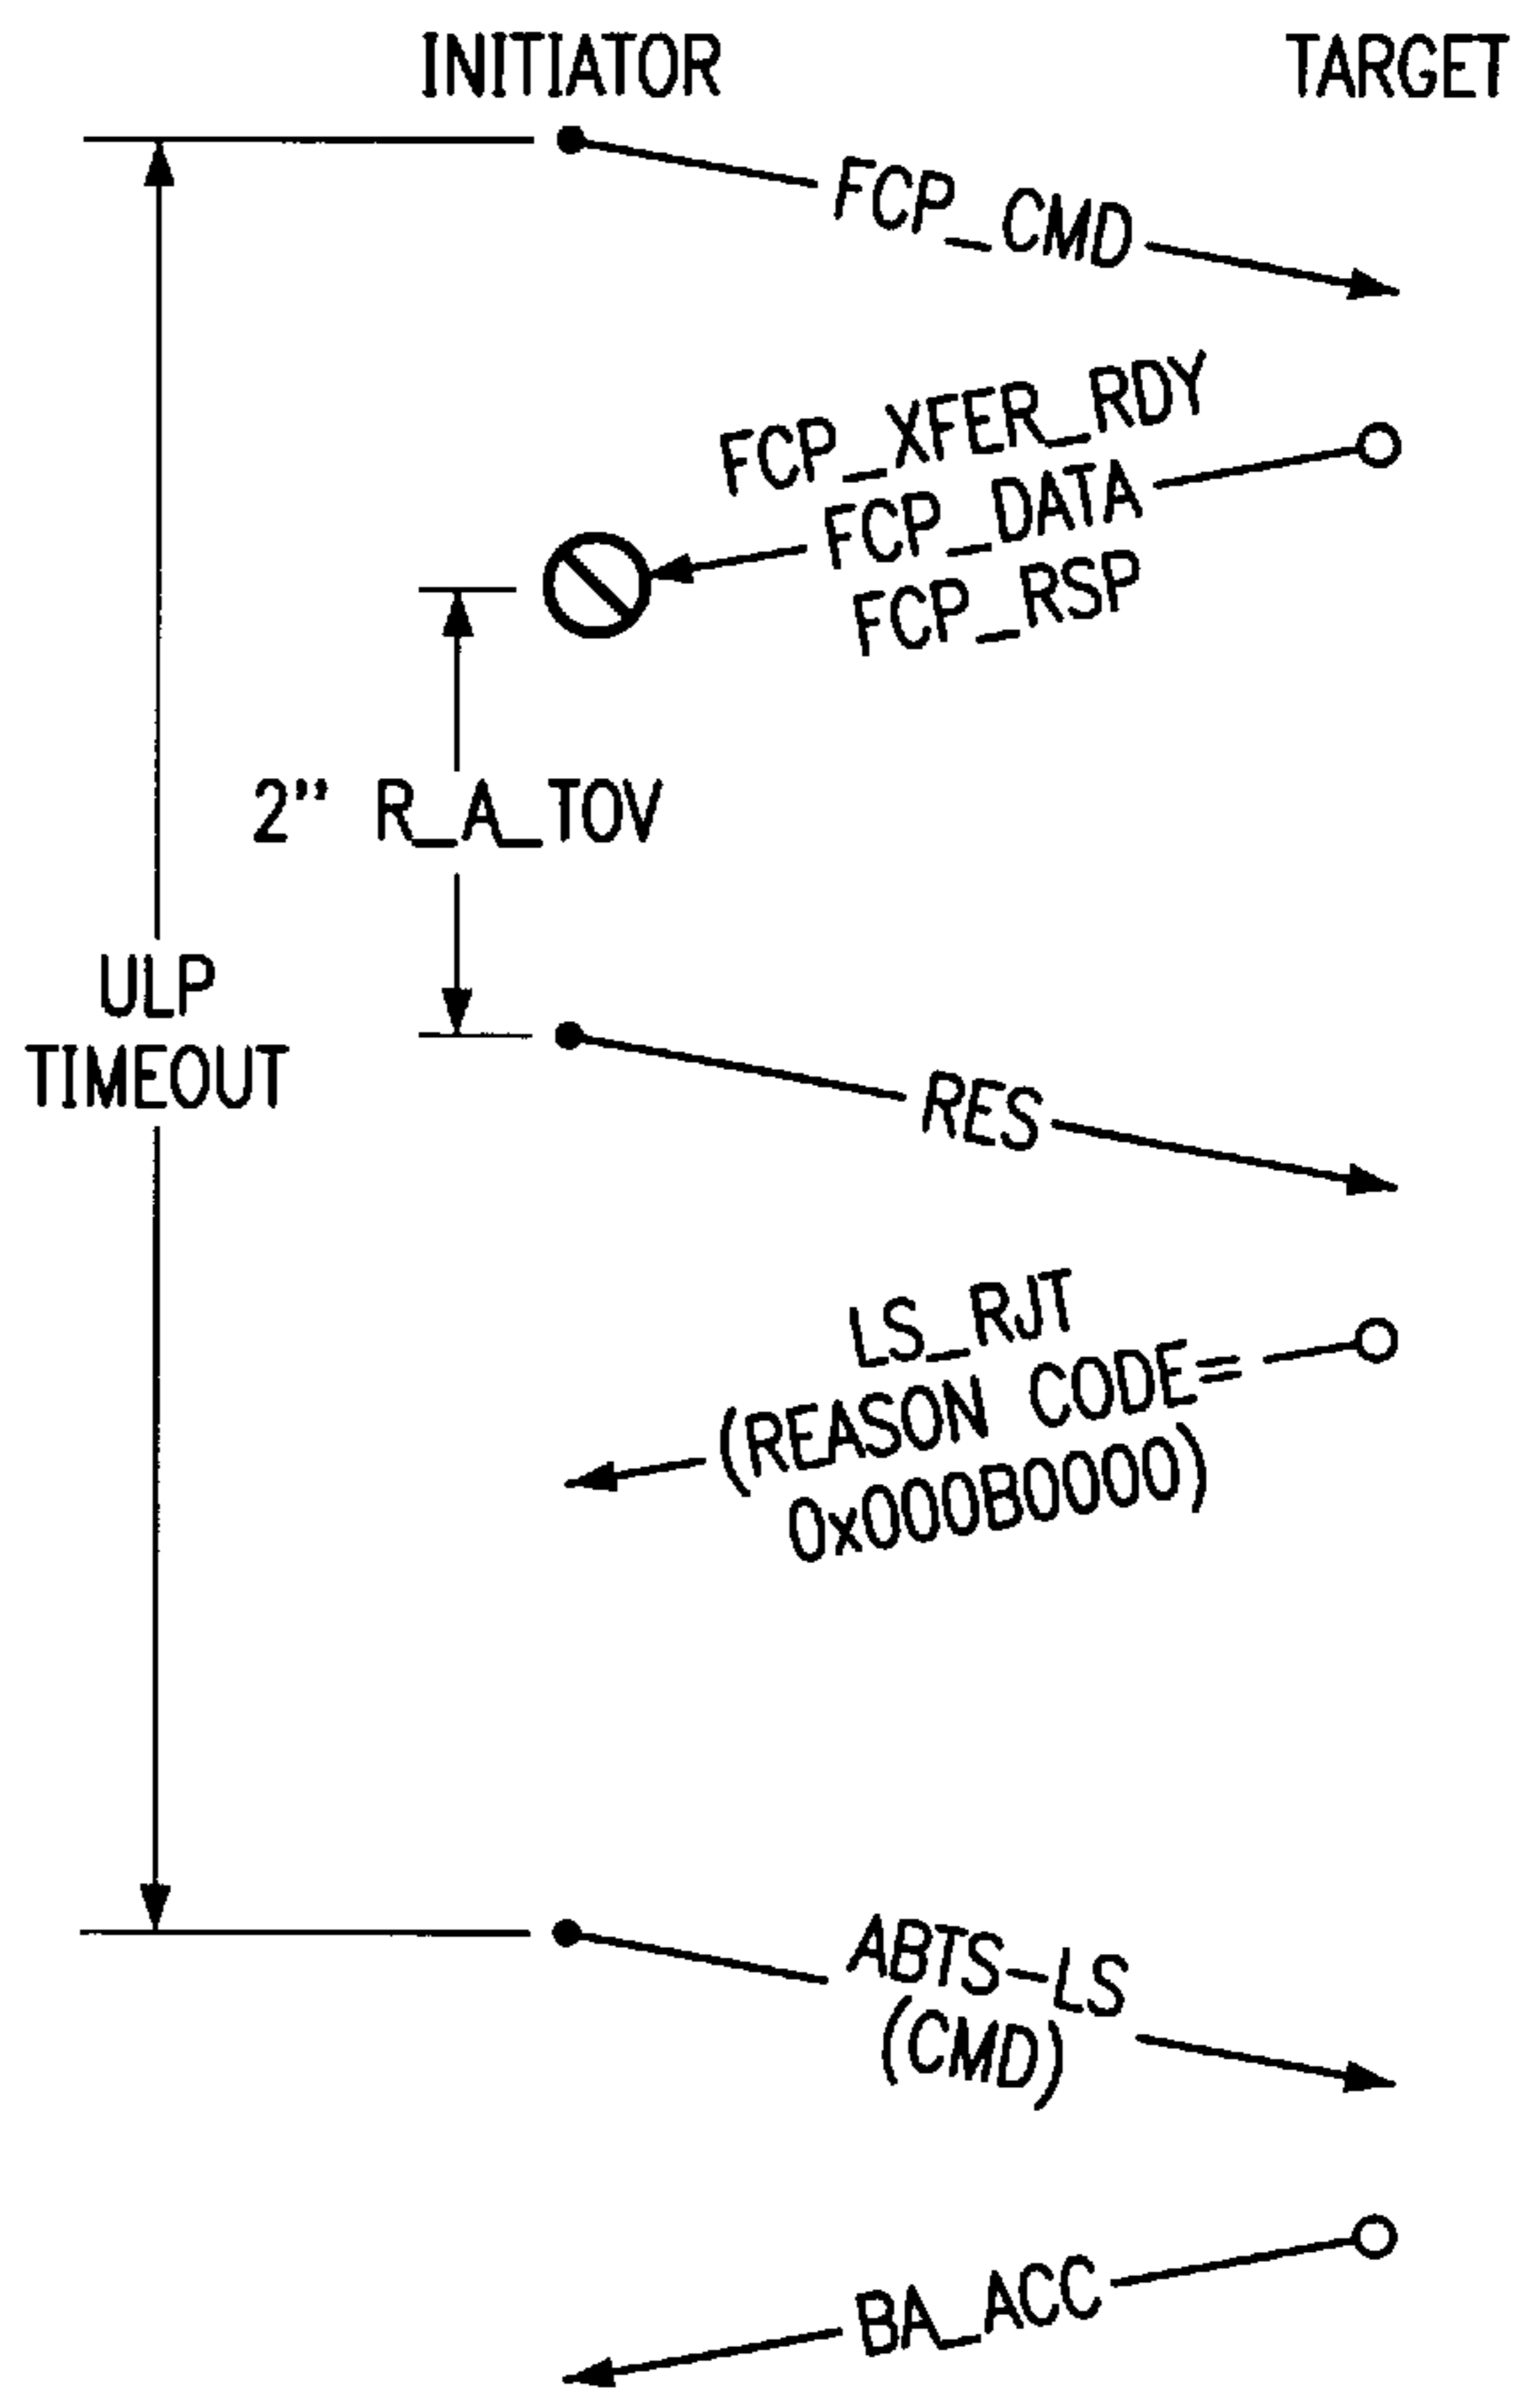 INITIATOR TARGET
FCP_CMD
FCP_XFER_RDY
FCP_DATA
FCP_RSP
2" R_A_TOV
ULP
TIMEOUT
RES
LS_RJT
(REASON CODE=
0x000B0000)
ABTS-LS
(CMD)
BA_ACC